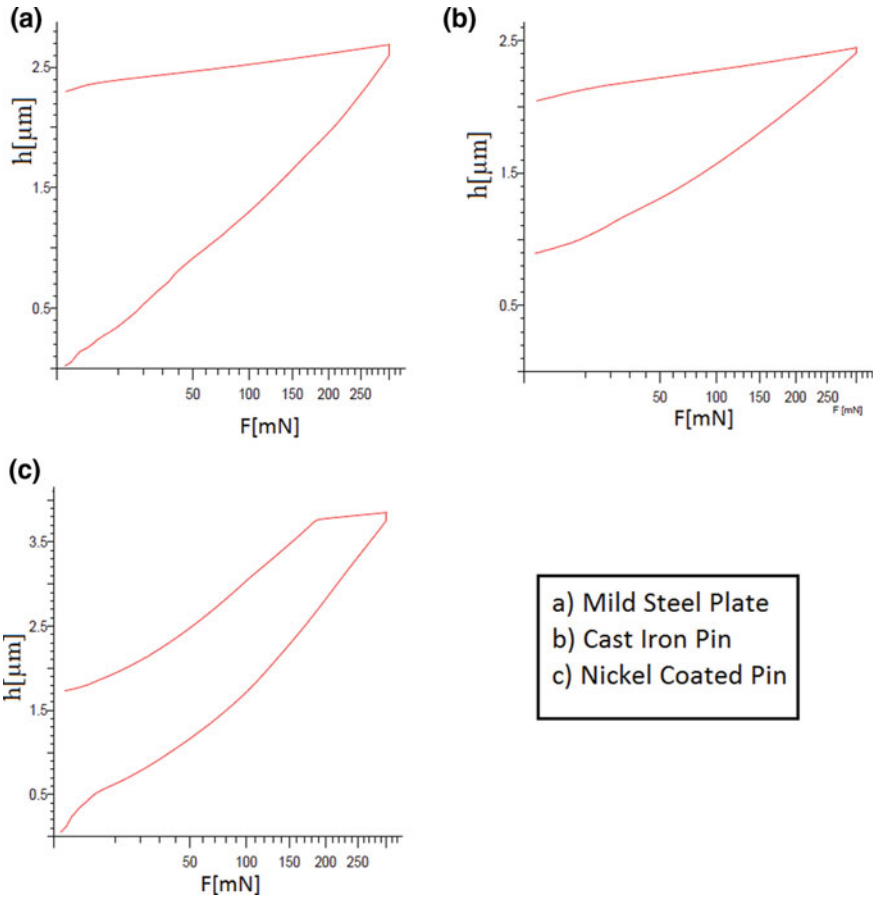 (a)
2.5
1.5
0.5
h[μm]
50 100 150 200 250
F[mN]
(b)
2.5
1.5
0.5
h[μm]
50 100 150 200 250
F[mN]
F [mN]
(c)
3.5
2.5
1.5
0.5
h[μm]
50 100 150 200 250
F[mN]
a) Mild Steel Plate
b) Cast Iron Pin
c) Nickel Coated Pin